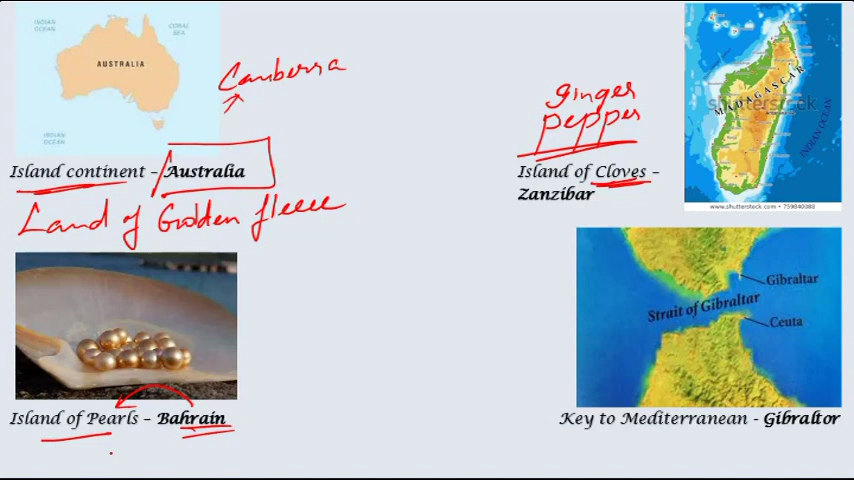 INDIAN
OCEAN
CORAL
SEA
AUSTRALIA
INDIAN
OCEAN
Canberra
Island continent - Australia
Land of Golden fleece
Island of Pearls - Bahrain
ginger
pepper
MADAGASCAR
INDIAN OCEAN
shutterstock
www.shutterstock.com • 759640098
Island of Cloves -
Zanzibar
Gibraltar
Strait of Gibraltar
Ceuta
Key to Mediterranean - Gibraltor